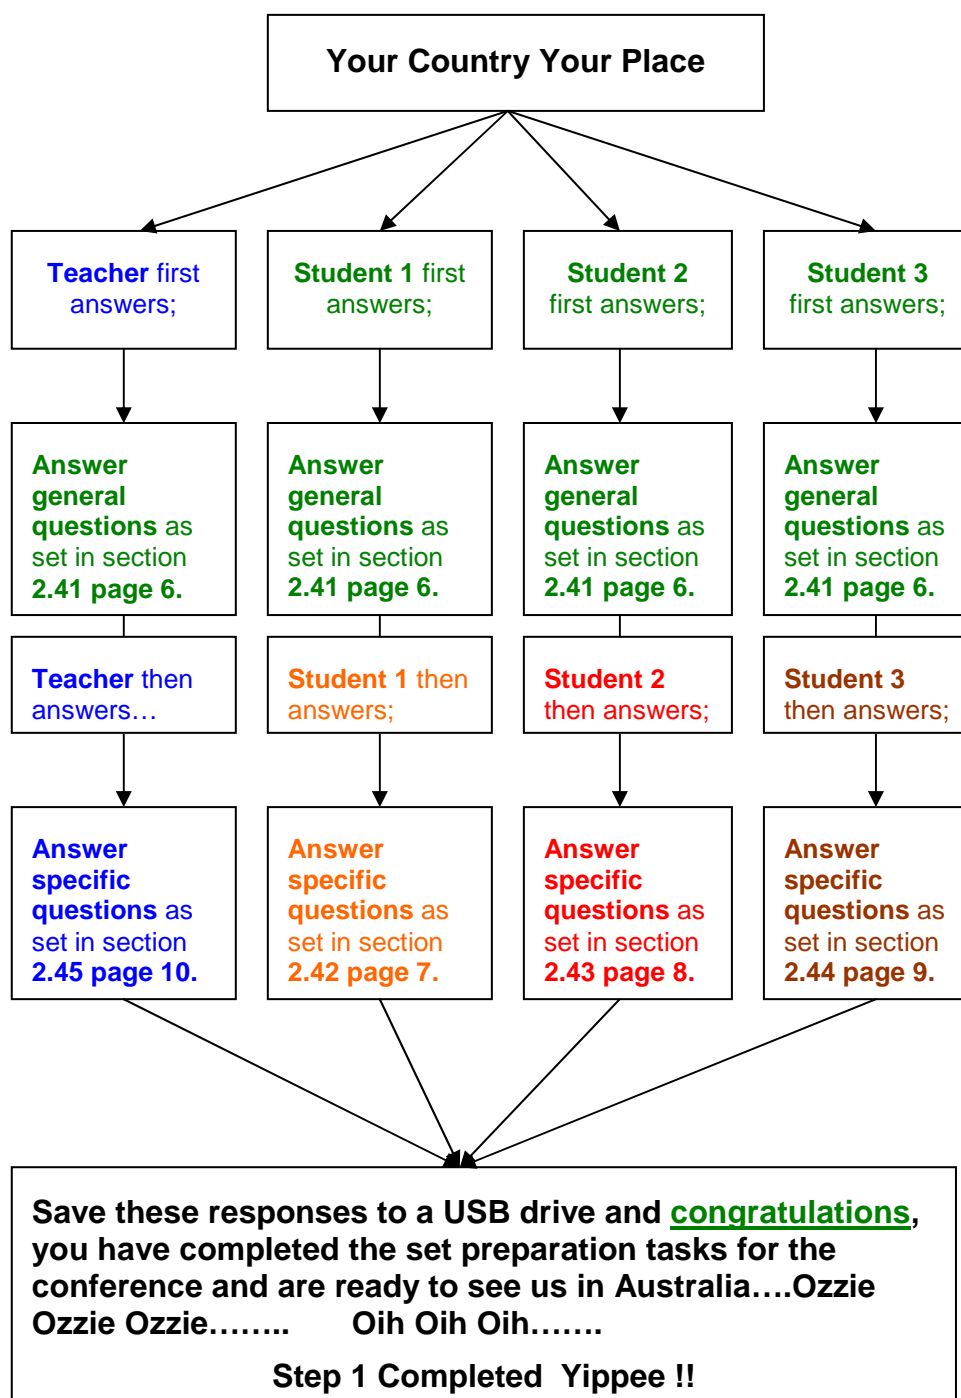 Your Country Your Place
Teacher first
answers;
Student 1 first
answers;
Student 2
first answers;
Student 3
first answers;
Answer
general
questions as
set in section
2.41 page 6.
Answer
general
questions as
set in section
2.41 page 6.
Answer
general
questions as
set in section
2.41 page 6.
Answer
general
questions as
set in section
2.41 page 6.
Teacher then
answers…
Student 1 then
answers;
Student 2
then answers;
Student 3
then answers;
Answer
specific
questions as
set in section
2.45 page 10.
Answer
specific
questions as
set in section
2.42 page 7.
Answer
specific
questions as
set in section
2.43 page 8.
Answer
specific
questions as
set in section
2.44 page 9.
Save these responses to a USB drive and congratulations,
you have completed the set preparation tasks for the
conference and are ready to see us in Australia….Ozzie
Ozzie Ozzie…….. Oih Oih Oih…….
Step 1 Completed Yippee !!